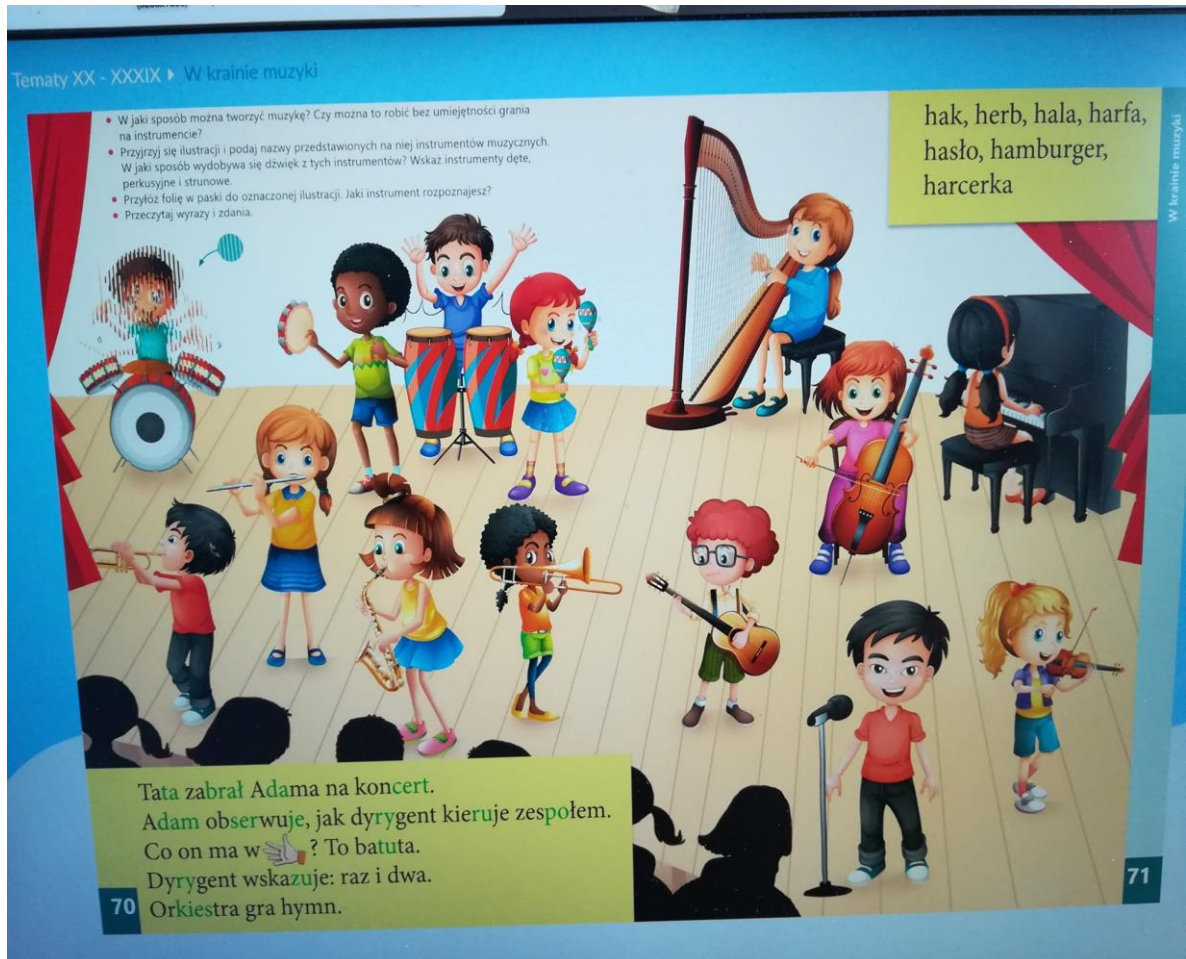 Tematy XX - XXXIX ▸ W krainie muzyki
• W jaki sposób można tworzyć muzykę? Czy można to robić bez umiejętności grania
na instrumencie?
• Przyjrzyj się ilustracji i podaj nazwy przedstawionych na niej instrumentów muzycznych.
W jaki sposób wydobywa się dźwięk z tych instrumentów? Wskaż instrumenty dęte,
perkusyjne i strunowe.
• Przyłóż folię w paski do oznaczonej ilustracji. Jaki instrument rozpoznajesz?
• Przeczytaj wyrazy i zdania.
hak, herb, hala, harfa,
hasło, hamburger,
harcerka
W krainie muzyki
Tata zabrał Adama na koncert.
Adam obserwuje, jak dyrygent kieruje zespołem.
Co on ma w ? To batuta.
Dyrygent wskazuje: raz i dwa.
Orkiestra gra hymn.
70
71